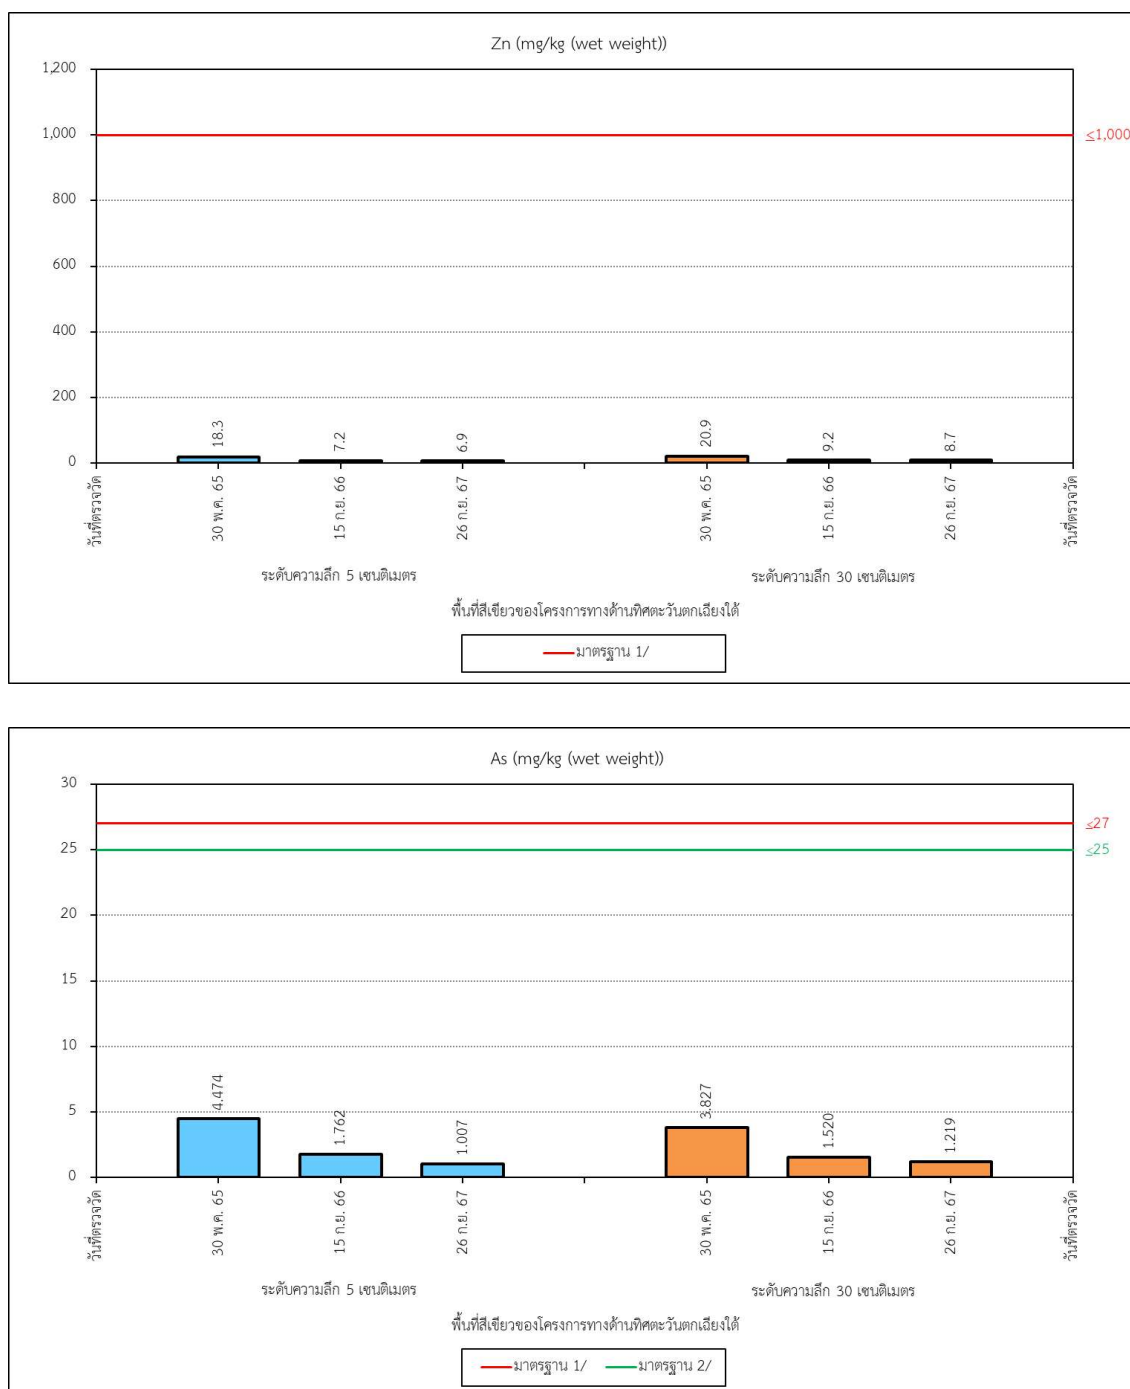 Zn (mg/kg (wet weight))
1,200
1,000
≤1,000
800
600
400
200
0
18.3
7.2
6.9
20.9
9.2
8.7
วันที่ตรวจวัด
30 พ.ค. 65
15 ก.ย. 66
26 ก.ย. 67
30 พ.ค. 65
15 ก.ย. 66
26 ก.ย. 67
วันที่ตรวจวัด
ระดับความลึก 5 เซนติเมตร
ระดับความลึก 30 เซนติเมตร
พื้นที่สีเขียวของโครงการทางด้านทิศตะวันตกเฉียงใต้
มาตรฐาน 1/
As (mg/kg (wet weight))
30
≤27
25
≤25
20
15
10
5
0
4.474
1.762
1.007
3.827
1.520
1.219
วันที่ตรวจวัด
30 พ.ค. 65
15 ก.ย. 66
26 ก.ย. 67
30 พ.ค. 65
15 ก.ย. 66
26 ก.ย. 67
วันที่ตรวจวัด
ระดับความลึก 5 เซนติเมตร
ระดับความลึก 30 เซนติเมตร
พื้นที่สีเขียวของโครงการทางด้านทิศตะวันตกเฉียงใต้
มาตรฐาน 1/ มาตรฐาน 2/